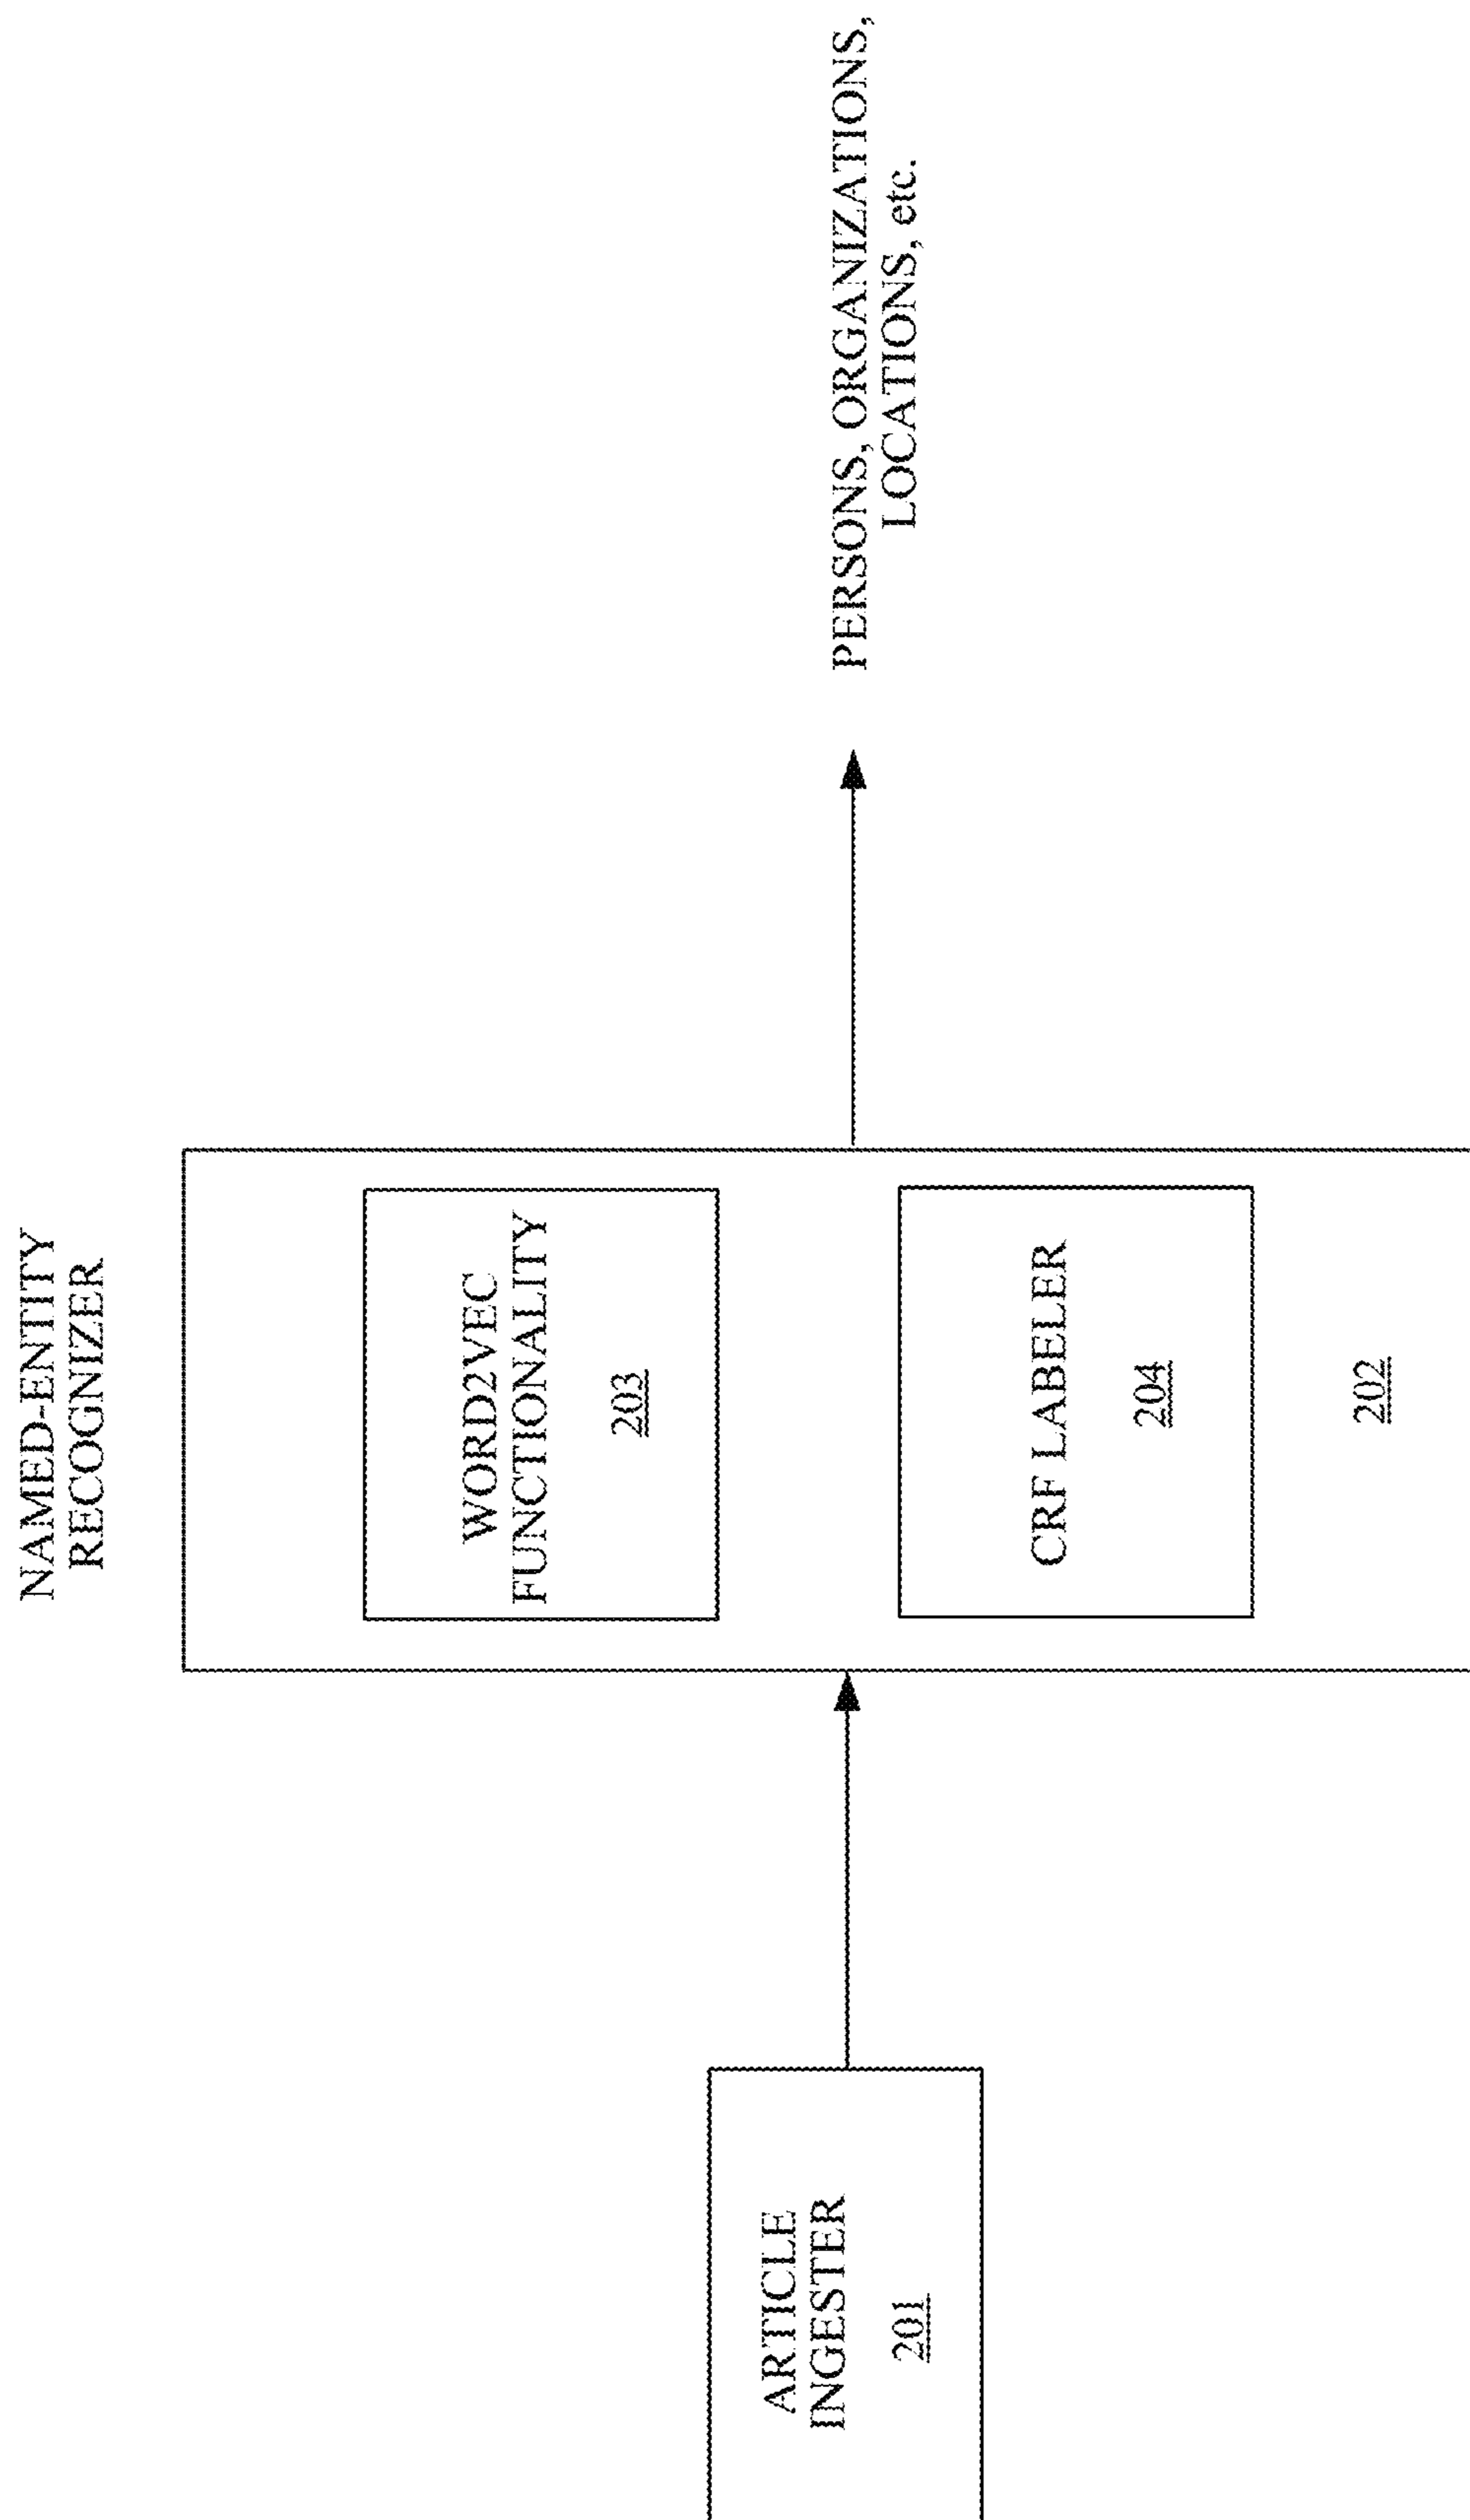 NAMED-ENTITY
RECOGNIZER
ARTICLE
INGESTER
201
WORD2VEC
FUNCTIONALITY
203
CRF LABELER
204
202
PERSONS, ORGANIZATIONS,
LOCATIONS, etc.